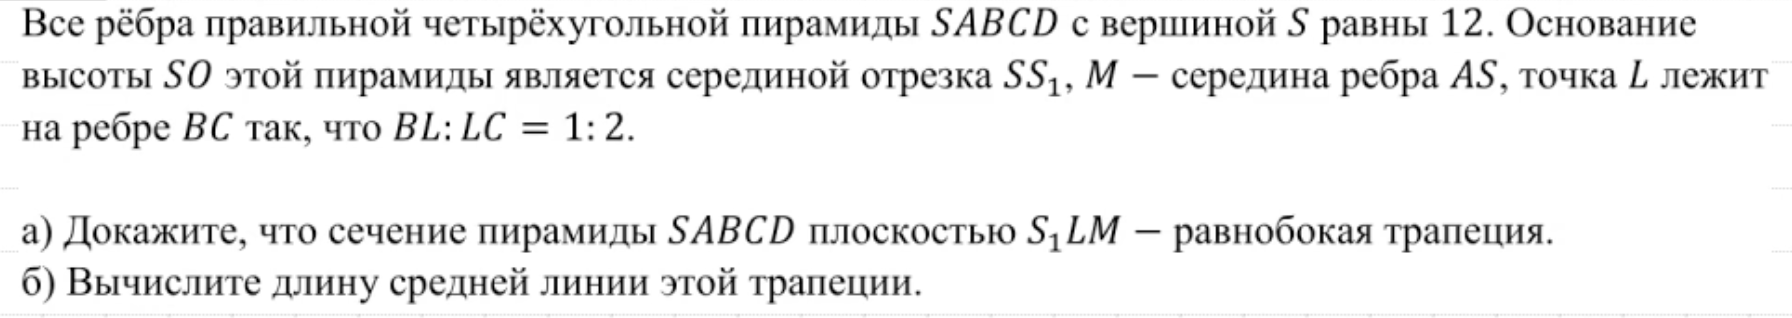 Все рёбра правильной четырёхугольной пирамиды SABCD с вершиной S равны 12. Основание
высоты SO этой пирамиды является серединой отрезка SS₁, M – середина ребра AS, точка L лежит
на ребре BC так, что BL: LC = 1: 2.
а) Докажите, что сечение пирамиды SABCD плоскостью S₁LM – равнобокая трапеция.
б) Вычислите длину средней линии этой трапеции.